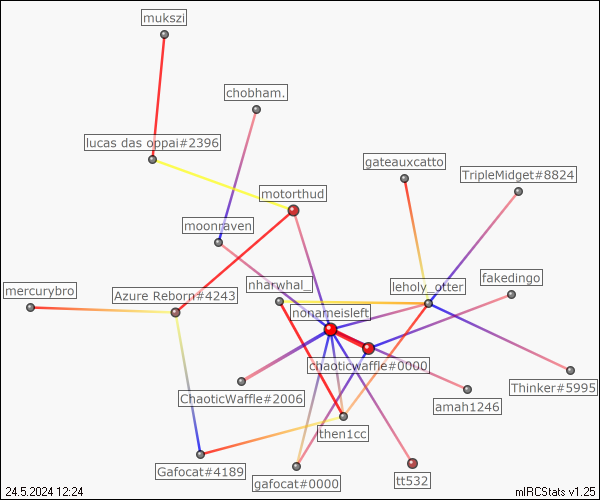 mukszi
chobham.
lucas das oppai#2396
gateauxcatto
TripleMidget#8824
motorthud
moonraven
fakedingo
nharwhal_
leholy_otter
mercurybro
Azure Reborn#4243
nonameisleft
chaoticwaffle#0000
Thinker#5995
ChaoticWaffle#2006
amah1246
then1cc
Gafocat#4189
gafocat#0000
tt532
24.5.2024 12:24
mIRCStats v1.25